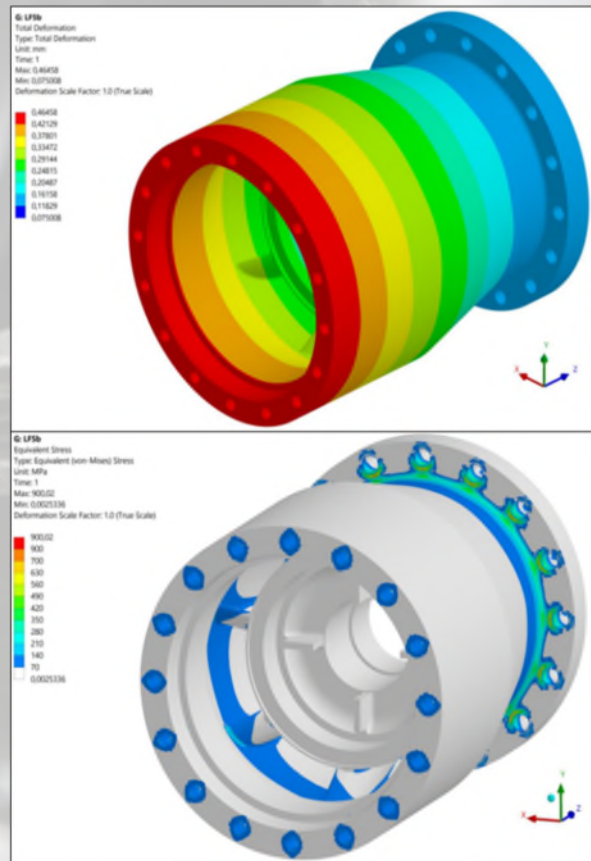 G: LF5b
Total Deformation
Type: Total Deformation
Unit: mm
Time: 1
Max: 0,46458
Min: 0,075008
Deformation Scale Factor: 1.0 (True Scale)
0,46458
0,42129
0,37801
0,33472
0,29144
0,24815
0,20487
0,16158
0,11829
0,075008
X
Y
Z
G: LF5b
Equivalent Stress
Type: Equivalent (von-Mises) Stress
Unit: MPa
Time: 1
Max: 900,02
Min: 0,0025336
Deformation Scale Factor: 1.0 (True Scale)
900,02
900
700
630
560
490
420
350
280
210
140
70
0,0025336
Y
X
Z